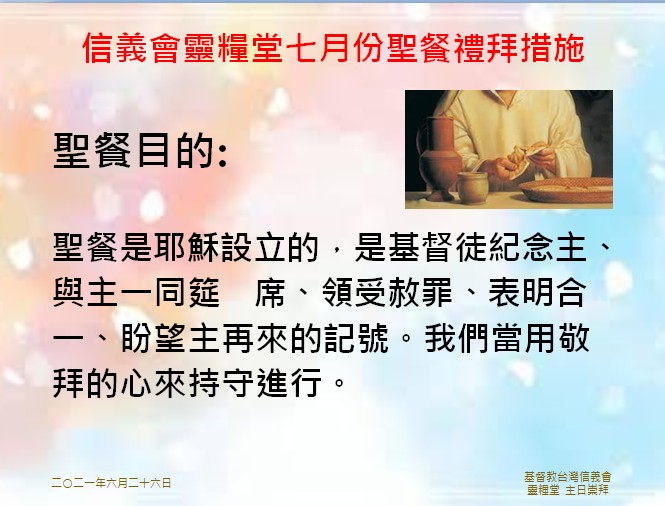 信義會靈糧堂七月份聖餐禮拜措施
聖餐目的:
聖餐是耶穌設立的，是基督徒紀念主、
與主一同筵　席、領受赦罪、表明合
一、盼望主再來的記號。我們當用敬
拜的心來持守進行。
二〇二一年六月二十六日
基督教台灣信義會
靈糧堂 主日崇拜